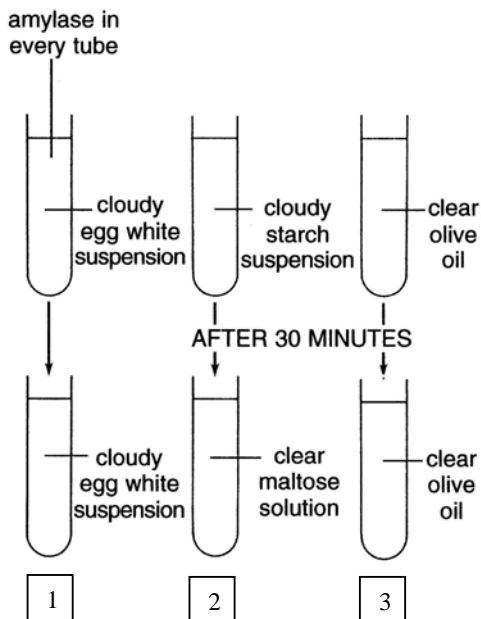 amylase in
every tube
cloudy
egg white
suspension
cloudy
starch
suspension
clear
olive
oil
AFTER 30 MINUTES
cloudy
egg white
suspension
clear
maltose
solution
clear
olive
oil
1
2
3